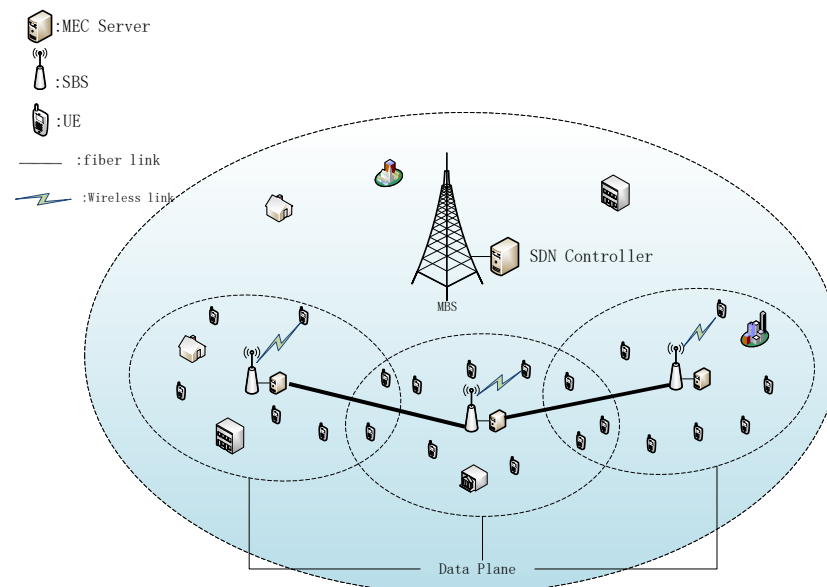 :MEC Server
:SBS
:UE
:fiber link
:Wireless link
SDN Controller
MBS
Data Plane